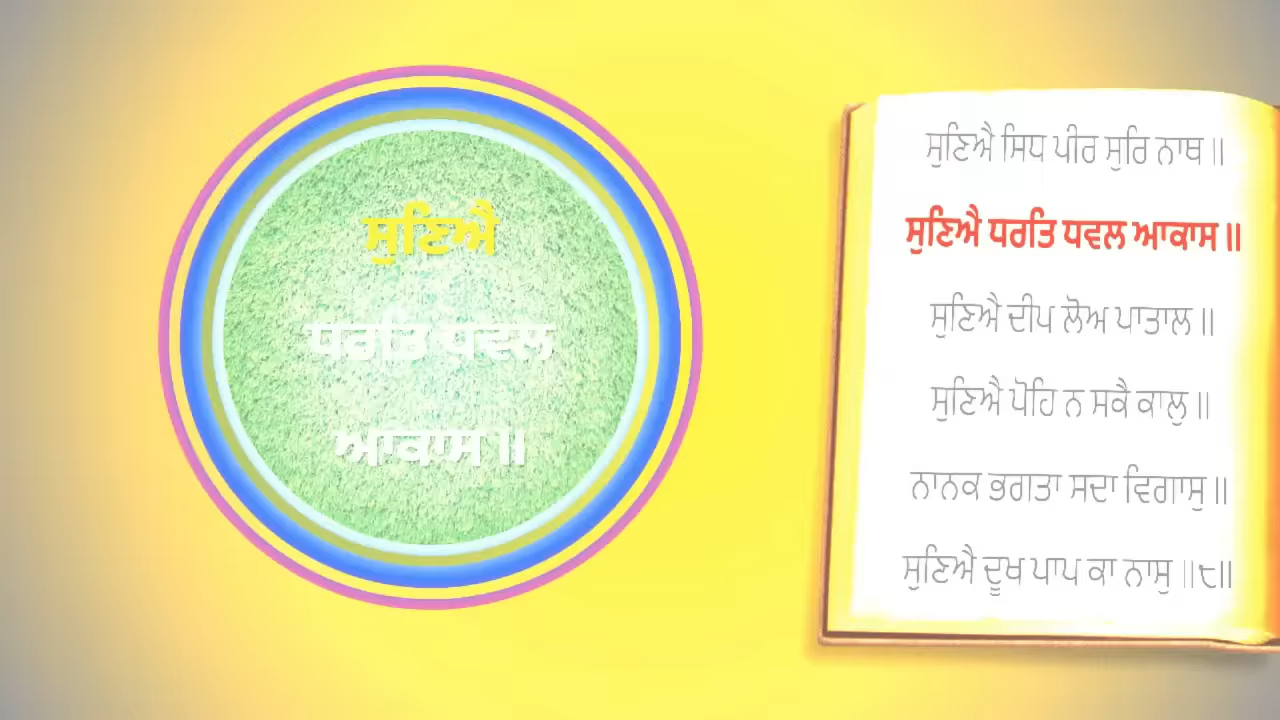 ਸੁਣਿਐ
ਧਰਤਿ ਧਵਲ
ਆਕਾਸ ॥
ਸੁਣਿਐ ਸਿਧ ਪੀਰ ਸੁਰਿ ਨਾਥ ॥
ਸੁਣਿਐ ਧਰਤਿ ਧਵਲ ਆਕਾਸ ॥
ਸੁਣਿਐ ਦੀਪ ਲੋਅ ਪਾਤਾਲ ॥
ਸੁਣਿਐ ਪੋਹਿ ਨ ਸਕੈ ਕਾਲੁ ॥
ਨਾਨਕ ਭਗਤਾ ਸਦਾ ਵਿਗਾਸੁ ॥
ਸੁਣਿਐ ਦੂਖ ਪਾਪ ਕਾ ਨਾਸੁ ॥੮॥